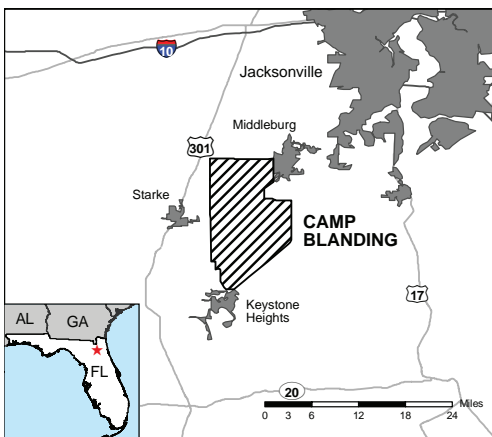 10
Jacksonville
Middleburg
301
Starke
CAMP
BLANDING
17
Keystone
Heights
AL
GA
FL
20
Miles
0 3 6 12 18 24